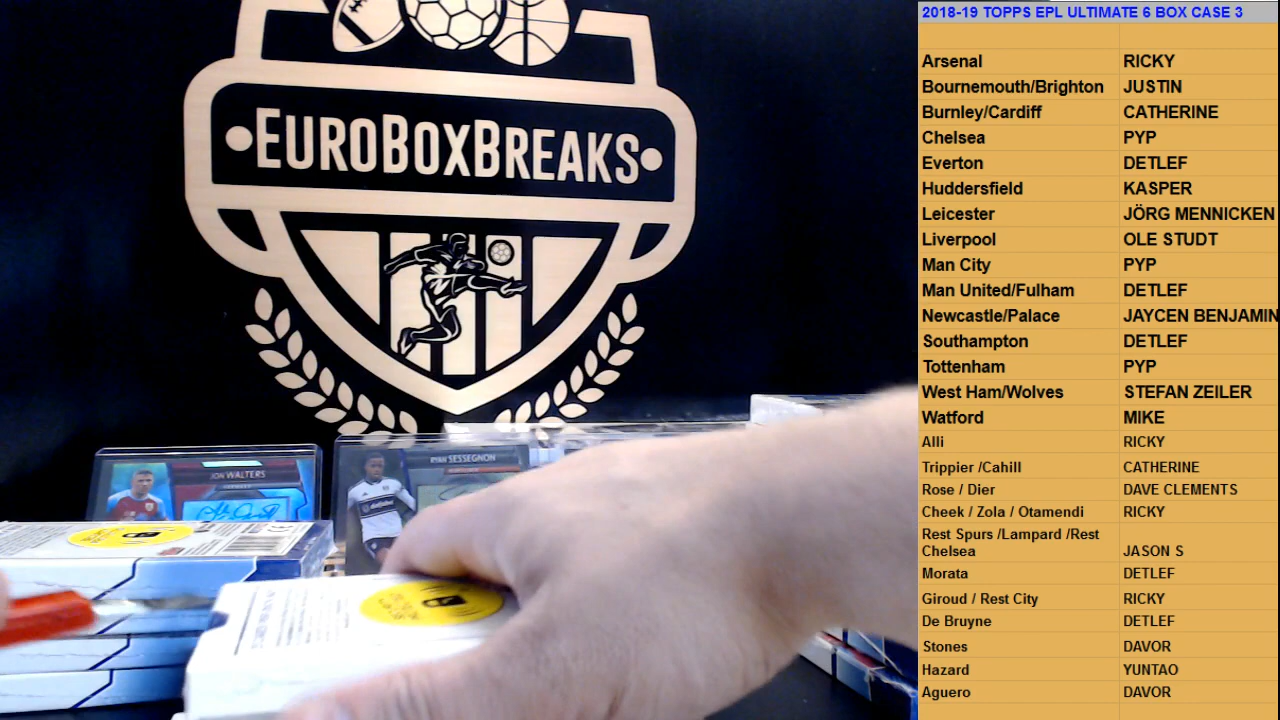 EUROBOXBREAKS
JON WALTERS
RYAN SESSEGNON
2018-19 TOPPS EPL ULTIMATE 6 BOX CASE 3
Arsenal RICKY
Bournemouth/Brighton JUSTIN
Burnley/Cardiff CATHERINE
Chelsea PYP
Everton DETLEF
Huddersfield KASPER
Leicester JÖRG MENNICKEN
Liverpool OLE STUDT
Man City PYP
Man United/Fulham DETLEF
Newcastle/Palace JAYCEN BENJAMIN
Southampton DETLEF
Tottenham PYP
West Ham/Wolves STEFAN ZEILER
Watford MIKE
Alli RICKY
Trippier /Cahill CATHERINE
Rose / Dier DAVE CLEMENTS
Cheek / Zola / Otamendi RICKY
Rest Spurs /Lampard /Rest
Chelsea JASON S
Morata DETLEF
Giroud / Rest City RICKY
De Bruyne DETLEF
Stones DAVOR
Hazard YUNTAO
Aguero DAVOR